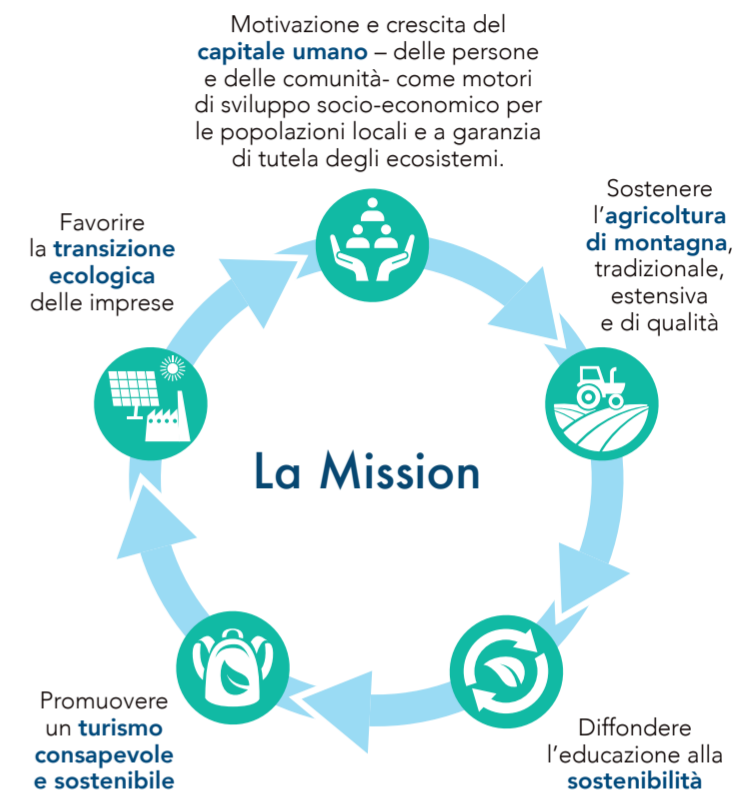 Motivazione e crescita del
capitale umano – delle persone
e delle comunità- come motori
di sviluppo socio-economico per
le popolazioni locali e a garanzia
di tutela degli ecosistemi.
Sostenere
l’agricoltura
di montagna,
tradizionale,
estensiva
e di qualità
Favorire
la transizione
ecologica
delle imprese
La Mission
Promuovere
un turismo
consapevole
e sostenibile
Diffondere
l’educazione alla
sostenibilità